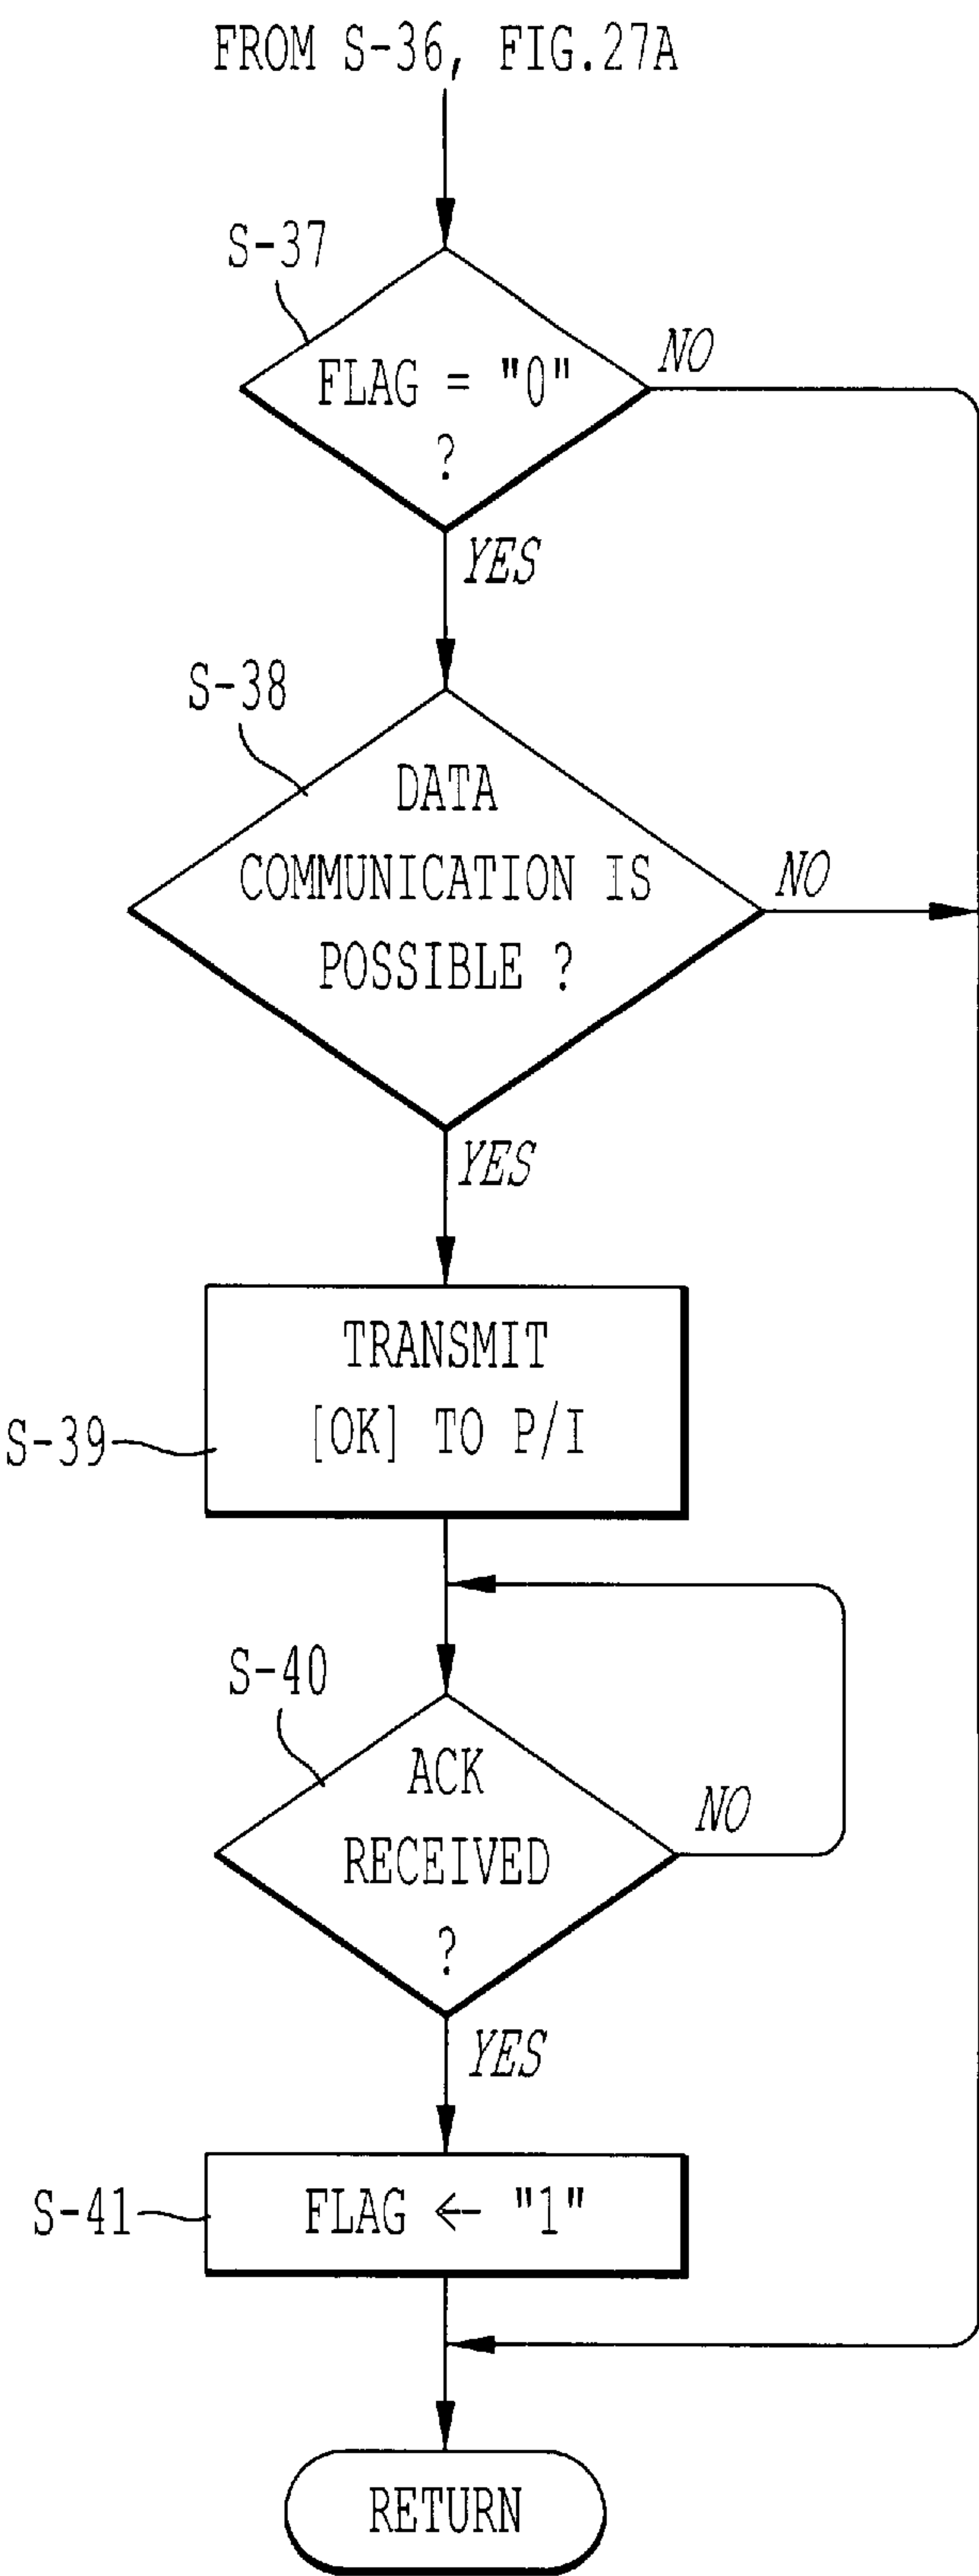 FROM S-36, FIG.27A
S-37
FLAG = "0"
?
NO
YES
S-38
DATA
COMMUNICATION IS
POSSIBLE ?
NO
YES
TRANSMIT
[OK] TO P/I
S-39
S-40
ACK
RECEIVED
?
NO
YES
S-41
FLAG ← "1"
RETURN